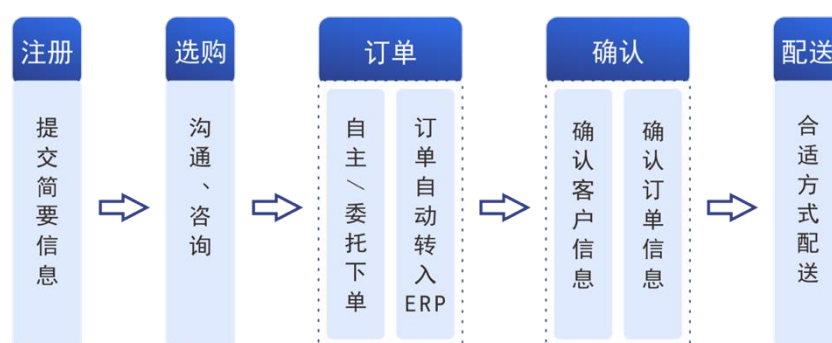 注册
提交简要信息
选购
沟通、咨询
订单
自主/委托下单
订单自动转入ERP
确认
确认客户信息
确认订单信息
配送
合适方式配送